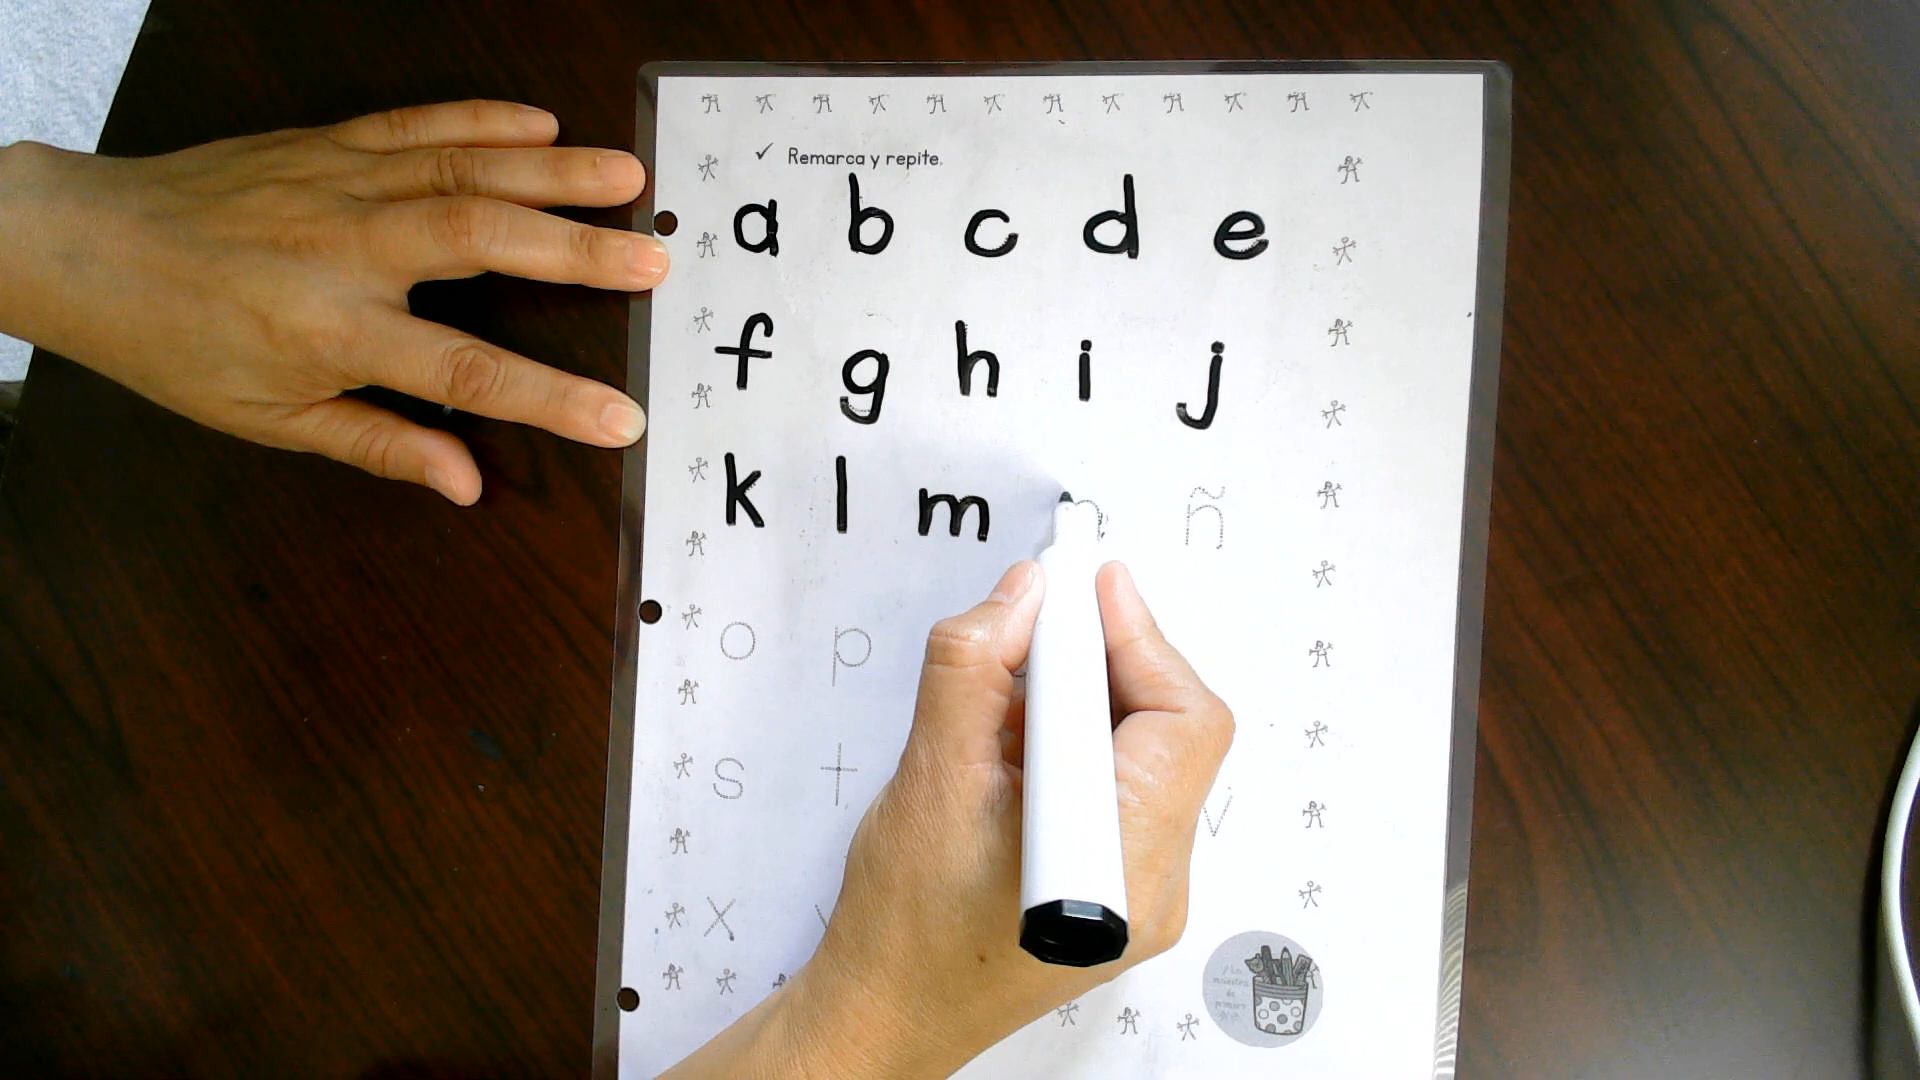 ✓ Remarca y repite.
a b c d e
f g h i j
k l m n ñ
o p
s t v
x